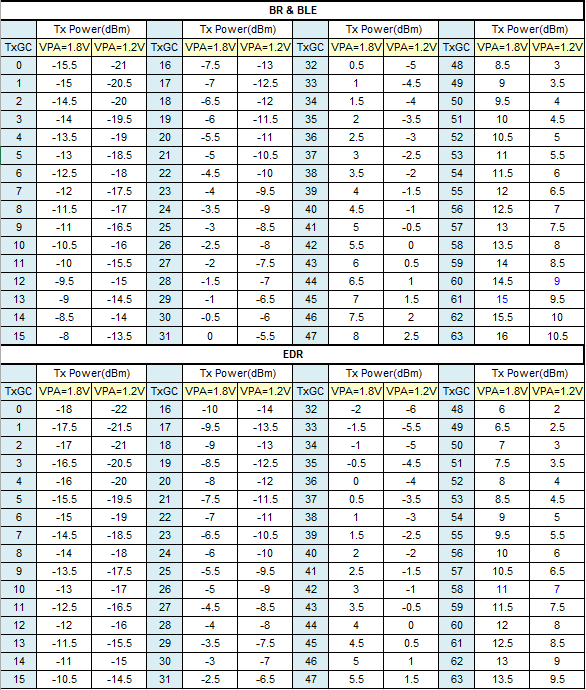 BR & BLE
Tx Power(dBm) Tx Power(dBm) Tx Power(dBm) Tx Power(dBm)
TxGC VPA=1.8V VPA=1.2V TxGC VPA=1.8V VPA=1.2V TxGC VPA=1.8V VPA=1.2V TxGC VPA=1.8V VPA=1.2V
0 -15.5 -21 16 -7.5 -13 32 0.5 -5 48 8.5 3
1 -15 -20.5 17 -7 -12.5 33 1 -4.5 49 9 3.5
2 -14.5 -20 18 -6.5 -12 34 1.5 -4 50 9.5 4
3 -14 -19.5 19 -6 -11.5 35 2 -3.5 51 10 4.5
4 -13.5 -19 20 -5.5 -11 36 2.5 -3 52 10.5 5
5 -13 -18.5 21 -5 -10.5 37 3 -2.5 53 11 5.5
6 -12.5 -18 22 -4.5 -10 38 3.5 -2 54 11.5 6
7 -12 -17.5 23 -4 -9.5 39 4 -1.5 55 12 6.5
8 -11.5 -17 24 -3.5 -9 40 4.5 -1 56 12.5 7
9 -11 -16.5 25 -3 -8.5 41 5 -0.5 57 13 7.5
10 -10.5 -16 26 -2.5 -8 42 5.5 0 58 13.5 8
11 -10 -15.5 27 -2 -7.5 43 6 0.5 59 14 8.5
12 -9.5 -15 28 -1.5 -7 44 6.5 1 60 14.5 9
13 -9 -14.5 29 -1 -6.5 45 7 1.5 61 15 9.5
14 -8.5 -14 30 -0.5 -6 46 7.5 2 62 15.5 10
15 -8 -13.5 31 0 -5.5 47 8 2.5 63 16 10.5
EDR
Tx Power(dBm) Tx Power(dBm) Tx Power(dBm) Tx Power(dBm)
TxGC VPA=1.8V VPA=1.2V TxGC VPA=1.8V VPA=1.2V TxGC VPA=1.8V VPA=1.2V TxGC VPA=1.8V VPA=1.2V
0 -18 -22 16 -10 -14 32 -2 -6 48 6 2
1 -17.5 -21.5 17 -9.5 -13.5 33 -1.5 -5.5 49 6.5 2.5
2 -17 -21 18 -9 -13 34 -1 -5 50 7 3
3 -16.5 -20.5 19 -8.5 -12.5 35 -0.5 -4.5 51 7.5 3.5
4 -16 -20 20 -8 -12 36 0 -4 52 8 4
5 -15.5 -19.5 21 -7.5 -11.5 37 0.5 -3.5 53 8.5 4.5
6 -15 -19 22 -7 -11 38 1 -3 54 9 5
7 -14.5 -18.5 23 -6.5 -10.5 39 1.5 -2.5 55 9.5 5.5
8 -14 -18 24 -6 -10 40 2 -2 56 10 6
9 -13.5 -17.5 25 -5.5 -9.5 41 2.5 -1.5 57 10.5 6.5
10 -13 -17 26 -5 -9 42 3 -1 58 11 7
11 -12.5 -16.5 27 -4.5 -8.5 43 3.5 -0.5 59 11.5 7.5
12 -12 -16 28 -4 -8 44 4 0 60 12 8
13 -11.5 -15.5 29 -3.5 -7.5 45 4.5 0.5 61 12.5 8.5
14 -11 -15 30 -3 -7 46 5 1 62 13 9
15 -10.5 -14.5 31 -2.5 -6.5 47 5.5 1.5 63 13.5 9.5